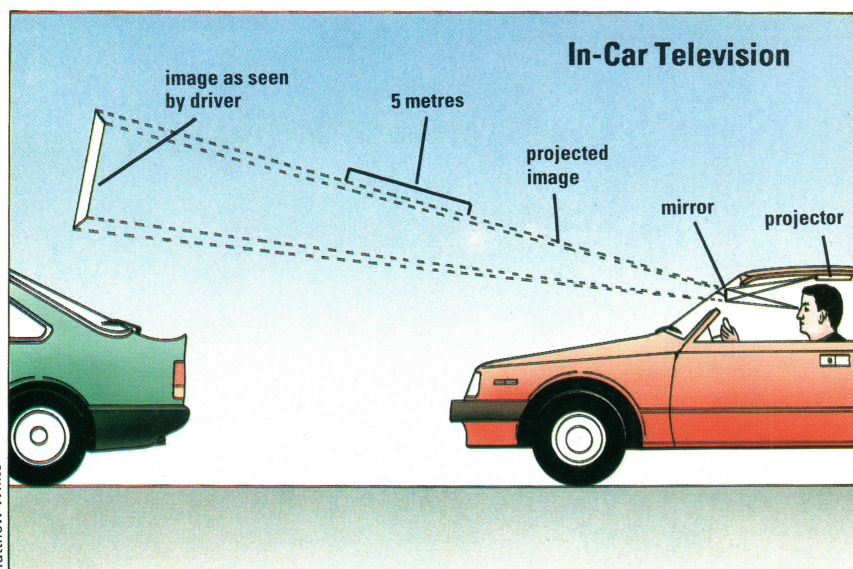 In-Car Television
image as seen
by driver
5 metres
projected
image
mirror
projector